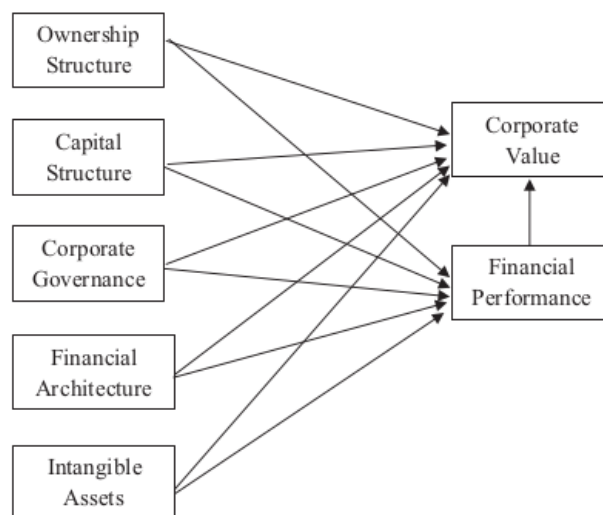 Ownership
Structure
Capital
Structure
Corporate
Governance
Financial
Architecture
Intangible
Assets
Corporate
Value
Financial
Performance